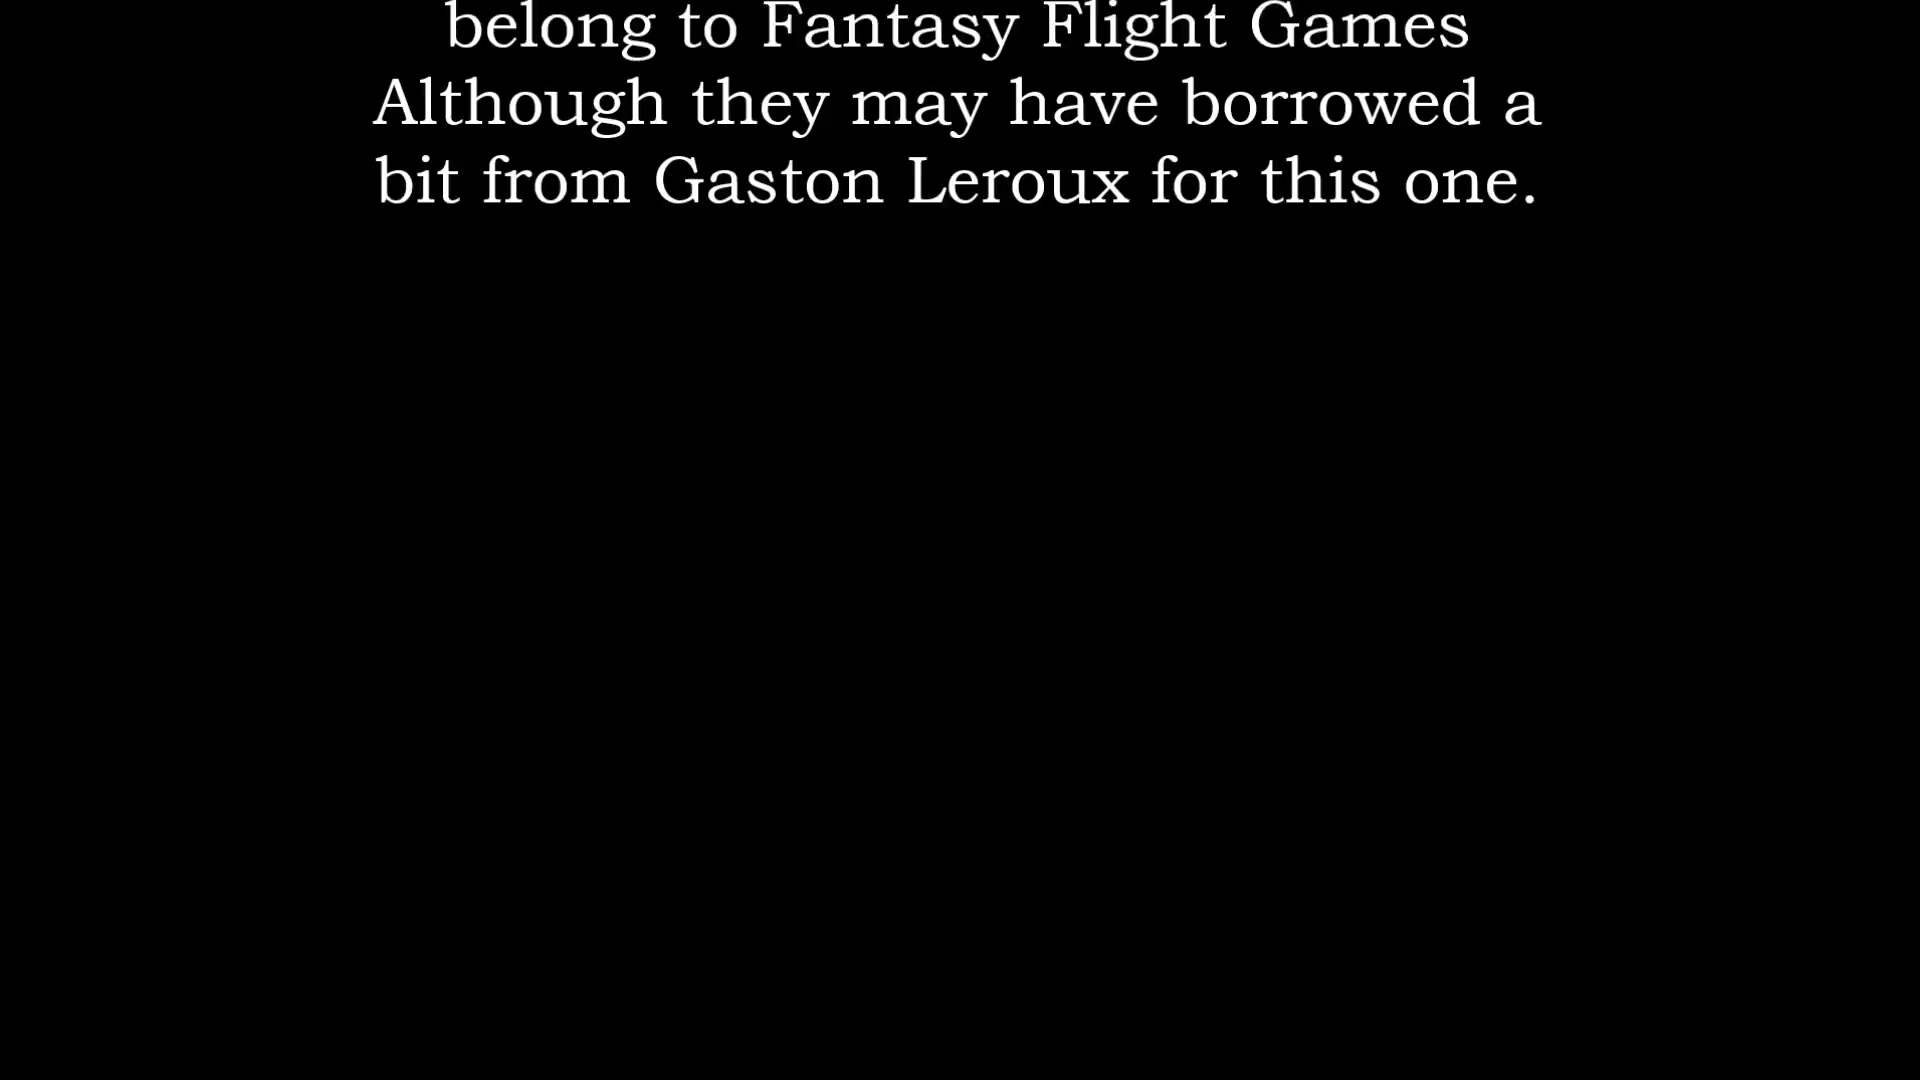 belong to Fantasy Flight Games
Although they may have borrowed a
bit from Gaston Leroux for this one.